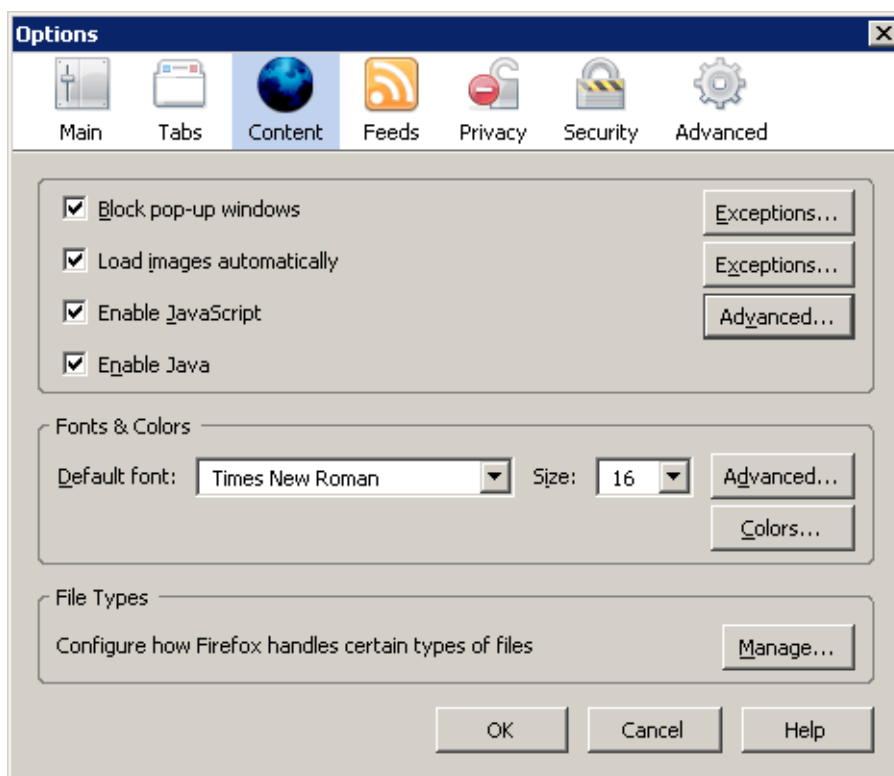 Options
Main Tabs Content Feeds Privacy Security Advanced
Block pop-up windows Exceptions...
Load images automatically Exceptions...
Enable JavaScript Advanced...
Enable Java
Fonts & Colors
Default font: Times New Roman Size: 16 Advanced...
Colors...
File Types
Configure how Firefox handles certain types of files Manage...
OK Cancel Help